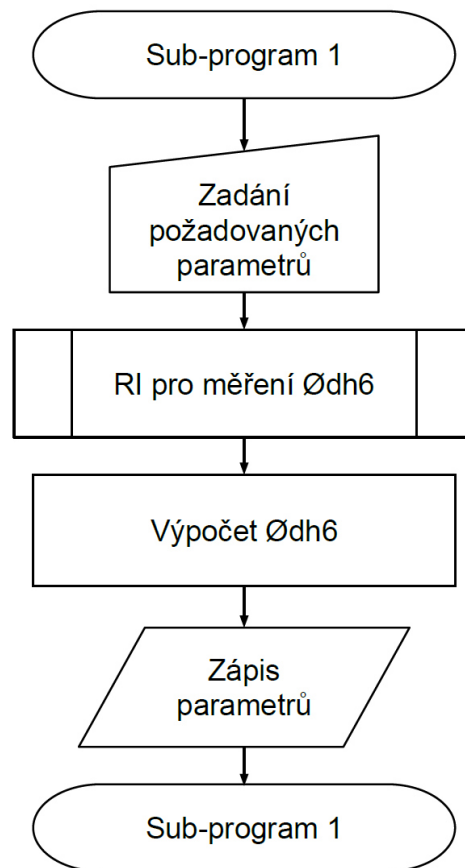 Sub-program 1
Zadání
požadovaných
parametrů
RI pro měření Ødh6
Výpočet Ødh6
Zápis
parametrů
Sub-program 1